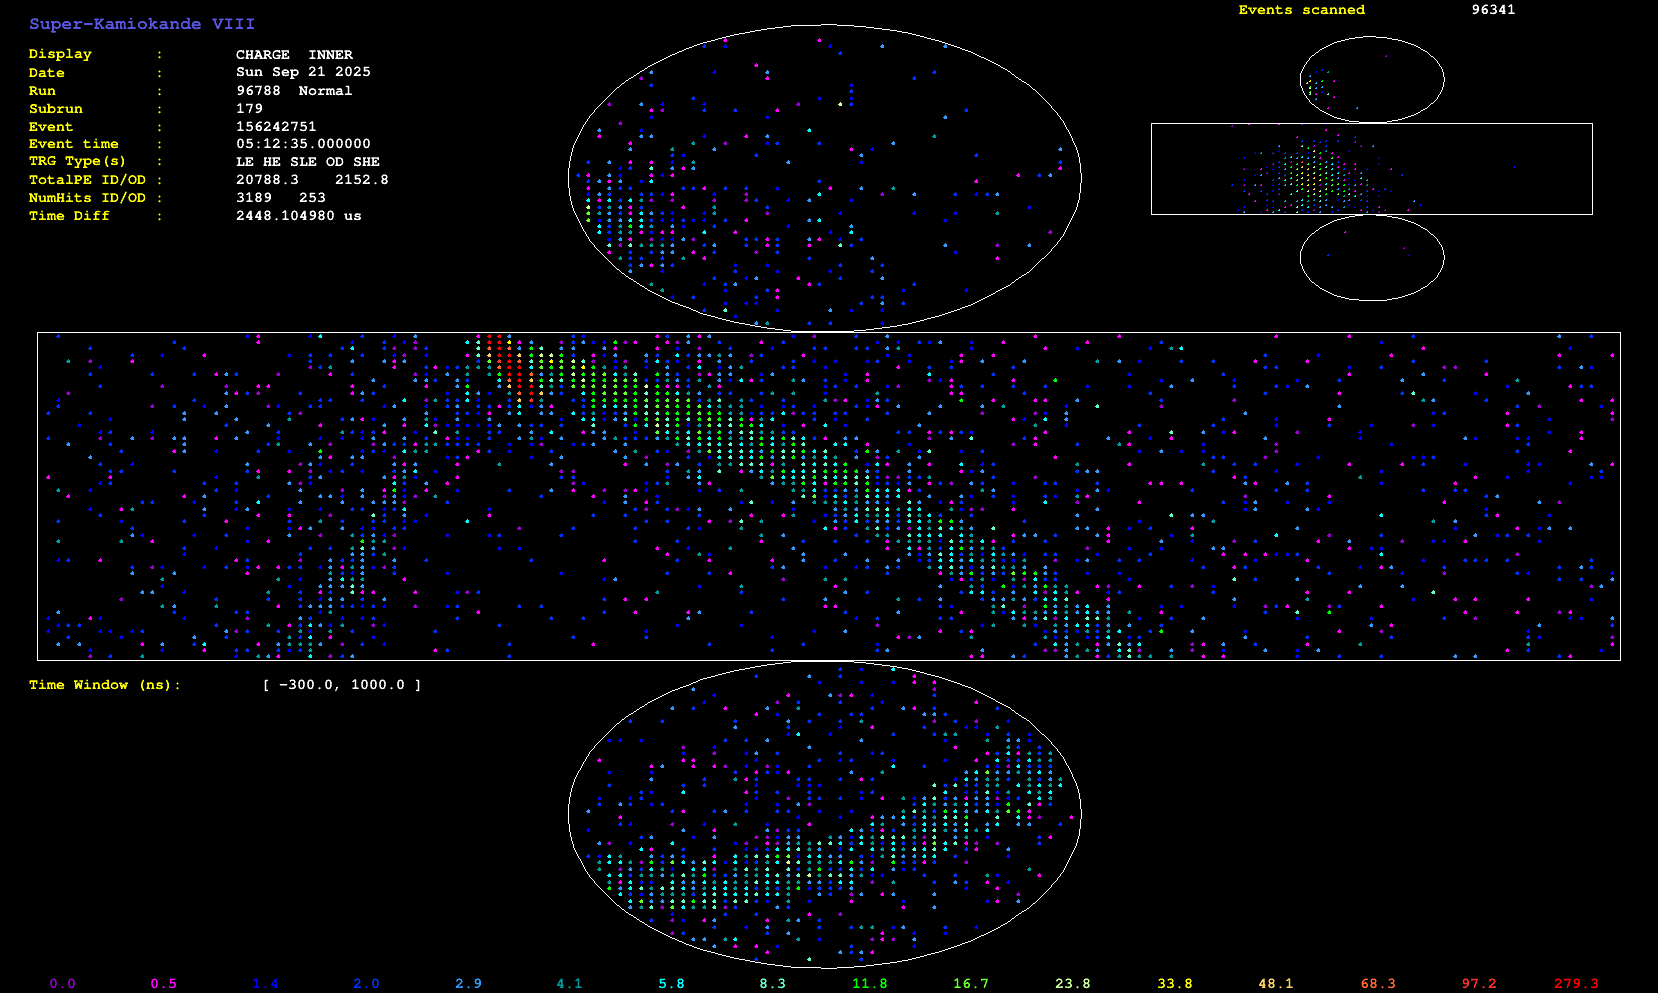 Super-Kamiokande VIII
Events scanned 96341
Display : CHARGE INNER
Date : Sun Sep 21 2025
Run : 96788 Normal
Subrun : 179
Event : 156242751
Event time : 05:12:35.000000
TRG Type(s) : LE HE SLE OD SHE
TotalPE ID/OD : 20788.3 2152.8
NumHits ID/OD : 3189 253
Time Diff : 2448.104980 us
Time Window (ns): [ -300.0, 1000.0 ]
0.0 0.5 1.4 2.0 2.9 4.1 5.8 8.3 11.8 16.7 23.8 33.8 48.1 68.3 97.2 279.3